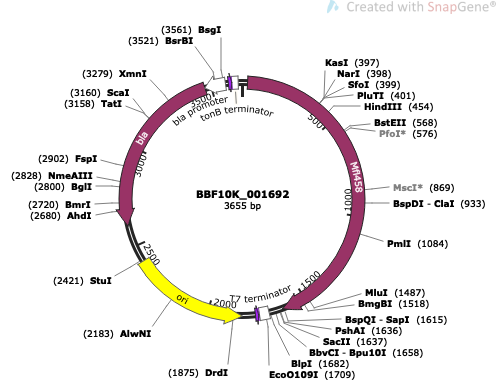 Created with SnapGene®
(3561) BsgI
(3521) BsrBI
(3279) XmnI
(3160) ScaI
(3158) TatI
(2902) FspI
(2828) NmeAIII
(2800) BglI
(2720) BmrI
(2680) AhdI
(2421) StuI
(2183) AlwNI
(1875) DrdI
KasI (397)
NarI (398)
SfoI (399)
PluTI (401)
HindIII (454)
BstEII (568)
PfoI* (576)
MscI* (869)
BspDI - ClaI (933)
PmlI (1084)
MluI (1487)
BmgBI (1518)
BspQI - SapI (1615)
PshAI (1636)
SacII (1637)
BbvCI - Bpu10I (1658)
BlpI (1682)
EcoO109I (1709)
bla promoter
tonB terminator
T7 terminator
bla
ori
Mfl458
500
1000
1500
2000
2500
3000
3500
BBF10K_001692
3655 bp